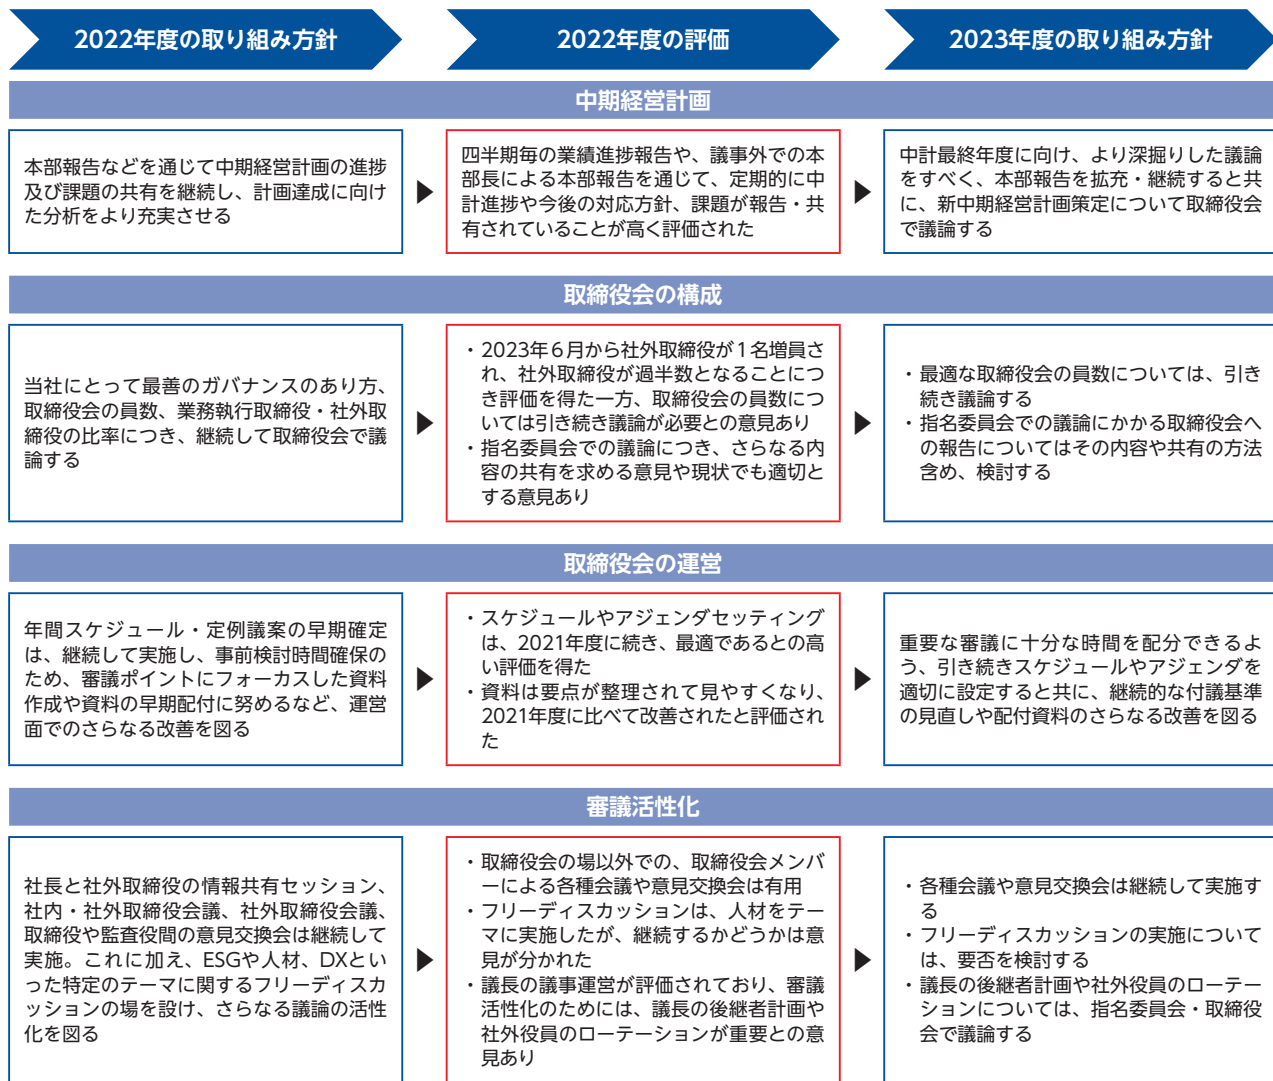 2022年度の取り組み方針
2022年度の評価
2023年度の取り組み方針
中期経営計画
本部報告などを通じて中期経営計画の進捗
及び課題の共有を継続し、計画達成に向け
た分析をより充実させる
四半期毎の業績進捗報告や、議事外での本
部長による本部報告を通じて、定期的に中
計進捗や今後の対応方針、課題が報告・共
有されていることが高く評価された
中計最終年度に向け、より深掘りした議論
をすべく、本部報告を拡充・継続すると共
に、新中期経営計画策定について取締役会
で議論する
取締役会の構成
当社にとって最善のガバナンスのあり方、
取締役会の員数、業務執行取締役・社外取
締役の比率につき、継続して取締役会で議
論する
・2023年６月から社外取締役が１名増員さ
れ、社外取締役が過半数となることにつ
き評価を得た一方、取締役会の員数につ
いては引き続き議論が必要との意見あり
・指名委員会での議論につき、さらなる内
容の共有を求める意見や現状でも適切と
する意見あり
・最適な取締役会の員数については、引き
続き議論する
・指名委員会での議論にかかる取締役会へ
の報告についてはその内容や共有の方法
含め、検討する
取締役会の運営
年間スケジュール・定例議案の早期確定
は、継続して実施し、事前検討時間確保の
ため、審議ポイントにフォーカスした資料
作成や資料の早期配付に努めるなど、運営
面でのさらなる改善を図る
・スケジュールやアジェンダセッティング
は、2021年度に続き、最適であるとの高
い評価を得た
・資料は要点が整理されて見やすくなり、
2021年度に比べて改善されたと評価され
た
重要な審議に十分な時間を配分できるよ
う、引き続きスケジュールやアジェンダを
適切に設定すると共に、継続的な付議基準
の見直しや配付資料のさらなる改善を図る
審議活性化
社長と社外取締役の情報共有セッション、
社内・社外取締役会議、社外取締役会議、
取締役や監査役間の意見交換会は継続して
実施。これに加え、ESGや人材、DXとい
った特定のテーマに関するフリーディスカ
ッションの場を設け、さらなる議論の活性
化を図る
・取締役会の場以外での、取締役会メンバ
ーによる各種会議や意見交換会は有用
・フリーディスカッションは、人材をテー
マに実施したが、継続するかどうかは意
見が分かれた
・議長の議事運営が評価されており、審議
活性化のためには、議長の後継者計画や
社外役員のローテーションが重要との意
見あり
・各種会議や意見交換会は継続して実施す
る
・フリーディスカッションの実施について
は、要否を検討する
・議長の後継者計画や社外役員のローテー
ションについては、指名委員会・取締役
会で議論する